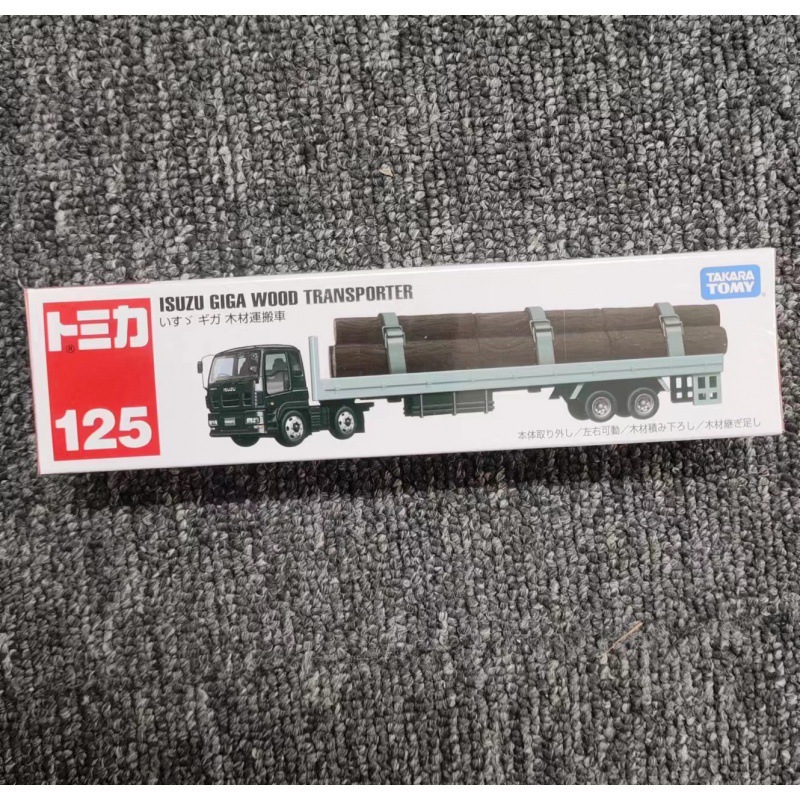 トミカ
®
125
ISUZU GIGA WOOD TRANSPORTER
いすゞ ギガ 木材運搬車
TAKARA
TOMY
ISUZU
本体取り外し/左右可動/木材積み下ろし/木材継ぎ足し